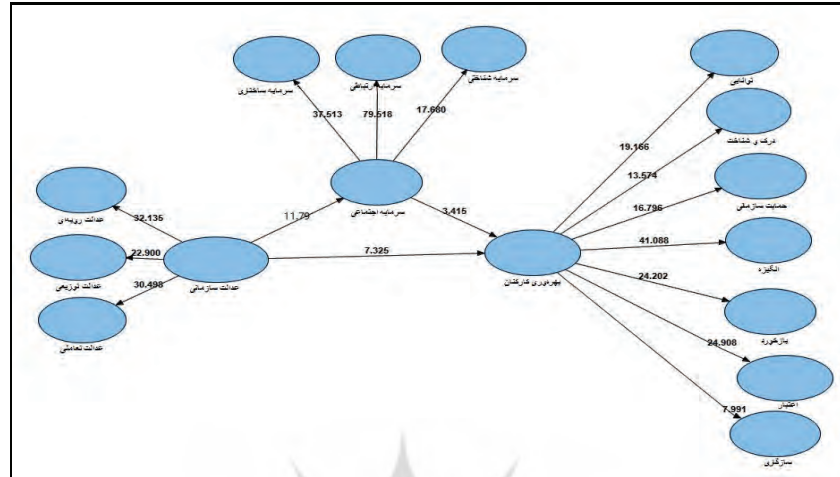 سرمایه ساختاری
سرمایه ارتباطی
سرمایه شناختی
توانایی
37.513
79.518
17.680
19.166
درک و شناخت
13.574
حمایت سازمانی
16.796
عدالت رویه‌ی
32.135
سرمایه اجتماعی
11.79
3.415
انگیزه
41.088
عدالت توزیعی
22.900
عدالت سازمانی
7.325
بهره‌وری کارکنان
24.202
بازخورد
عدالت تعاملی
30.498
24.908
اعتبار
7.991
سازگاری